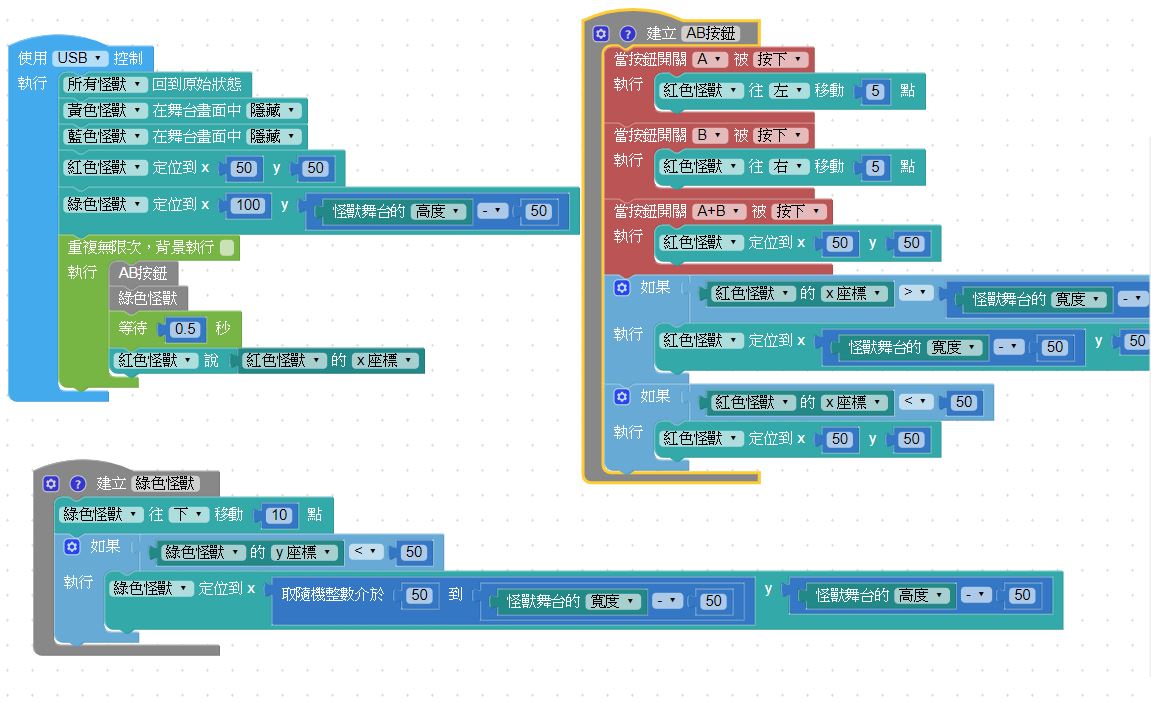 使用 USB 控制
執行
所有怪獸 回到原始狀態
黃色怪獸 在舞台畫面中 隱藏
藍色怪獸 在舞台畫面中 隱藏
紅色怪獸 定位到 x 50 y 50
綠色怪獸 定位到 x 100 y 怪獸舞台的 高度 - 50
重複無限次，背景執行
執行
AB按鈕
綠色怪獸
等待 0.5 秒
紅色怪獸 說 紅色怪獸 的 x 座標
? 建立 AB按鈕
當按鈕開關 A 被 按下
執行
紅色怪獸 往 左 移動 5 點
當按鈕開關 B 被 按下
執行
紅色怪獸 往 右 移動 5 點
當按鈕開關 A+B 被 按下
執行
紅色怪獸 定位到 x 50 y 50
如果 紅色怪獸 的 x 座標 > 怪獸舞台的 寬度 -
執行
紅色怪獸 定位到 x 怪獸舞台的 寬度 - 50 y 50
如果 紅色怪獸 的 x 座標 < 50
執行
紅色怪獸 定位到 x 50 y 50
? 建立 綠色怪獸
綠色怪獸 往 下 移動 10 點
如果 綠色怪獸 的 y 座標 < 50
執行
綠色怪獸 定位到 x 取隨機整數介於 50 到 怪獸舞台的 寬度 - 50 y 怪獸舞台的 高度 - 50